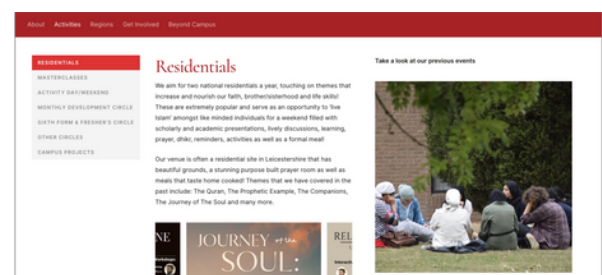 About Activities Regions Get Involved Beyond Campus
RESIDENTIALS
MASTERCLASSES
ACTIVITY DAY/WEEKEND
MONTHLY DEVELOPMENT CIRCLE
SIXTH FORM & FRESHER'S CIRCLE
OTHER CIRCLES
CAMPUS PROJECTS
Residentials
We aim for two national residentials a year, touching on themes that
increase and nourish our faith, brother/sisterhood and life skills!
These are extremely popular and serve as an opportunity to 'live
Islam' amongst like minded individuals for a weekend filled with
scholarly and academic presentations, lively discussions, learning,
prayer, dhikr, reminders, activities as well as a formal meal!
Our venue is often a residential site in Leicestershire that has
beautiful grounds, a stunning purpose built prayer room as well as
meals that taste home cooked! Themes that we have covered in the
past include: The Quran, The Prophetic Example, The Companions,
The Journey of The Soul and many more.
JOURNEY of the
SOUL:
Take a look at our previous events